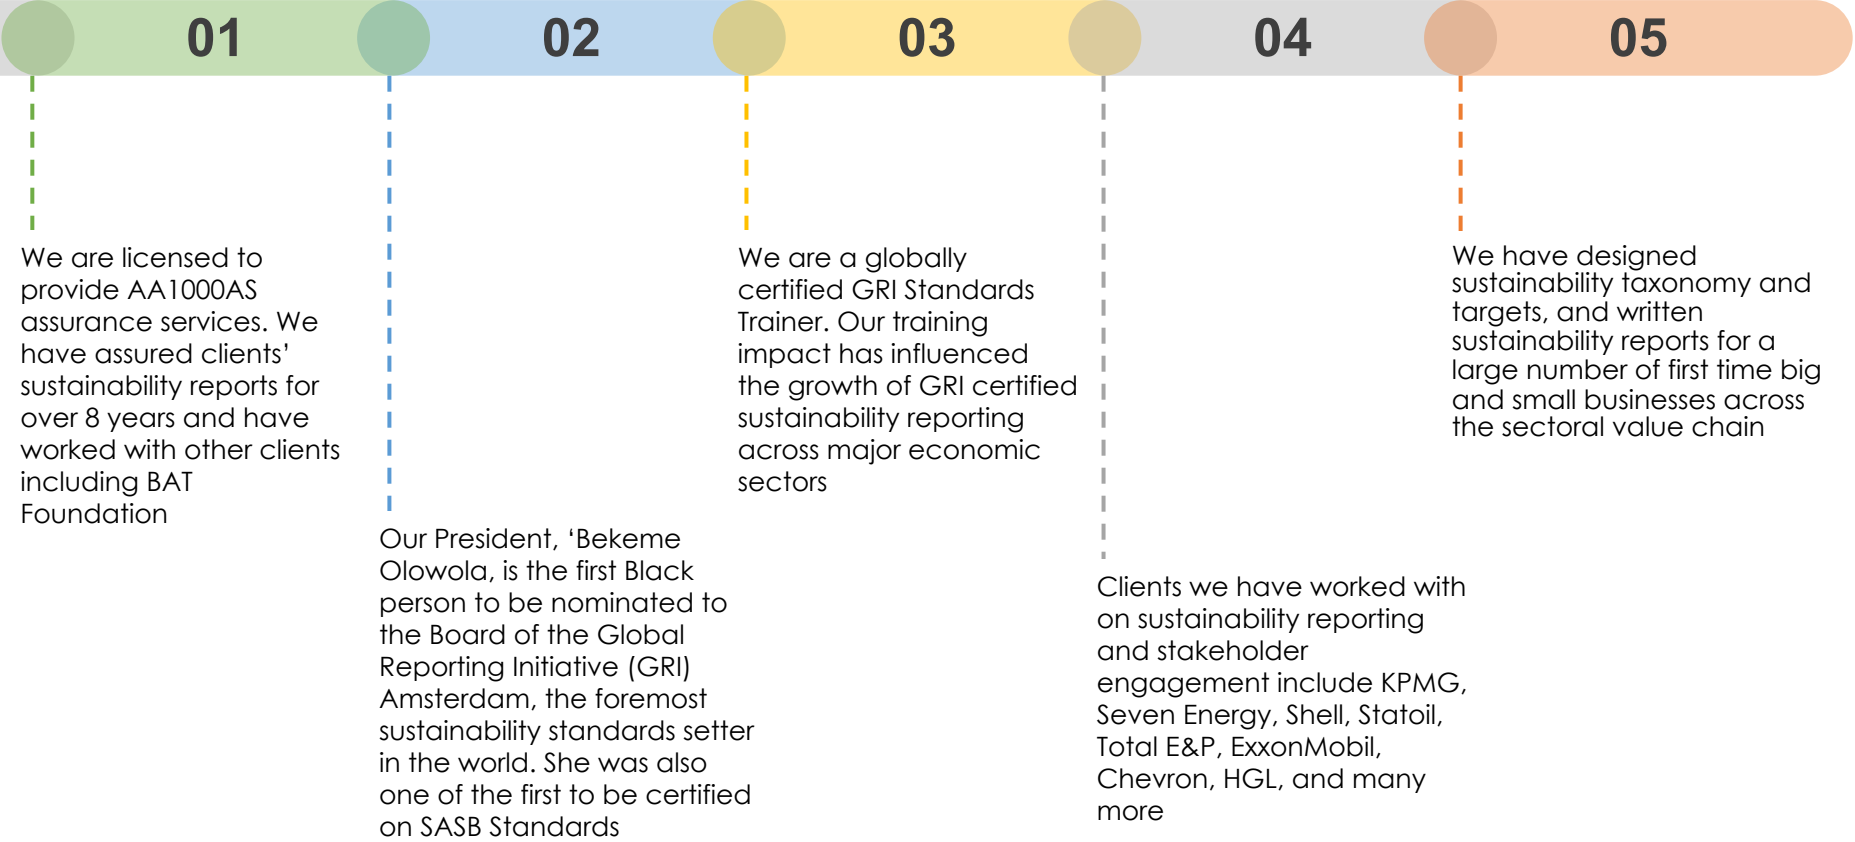 01
02
03
04
05
We are licensed to
provide AA1000AS
assurance services. We
have assured clients’
sustainability reports for
over 8 years and have
worked with other clients
including BAT
Foundation
Our President, ‘Bekeme
Olowola, is the first Black
person to be nominated to
the Board of the Global
Reporting Initiative (GRI)
Amsterdam, the foremost
sustainability standards setter
in the world. She was also
one of the first to be certified
on SASB Standards
We are a globally
certified GRI Standards
Trainer. Our training
impact has influenced
the growth of GRI certified
sustainability reporting
across major economic
sectors
Clients we have worked with
on sustainability reporting
and stakeholder
engagement include KPMG,
Seven Energy, Shell, Statoil,
Total E&P, ExxonMobil,
Chevron, HGL, and many
more
We have designed
sustainability taxonomy and
targets, and written
sustainability reports for a
large number of first time big
and small businesses across
the sectoral value chain